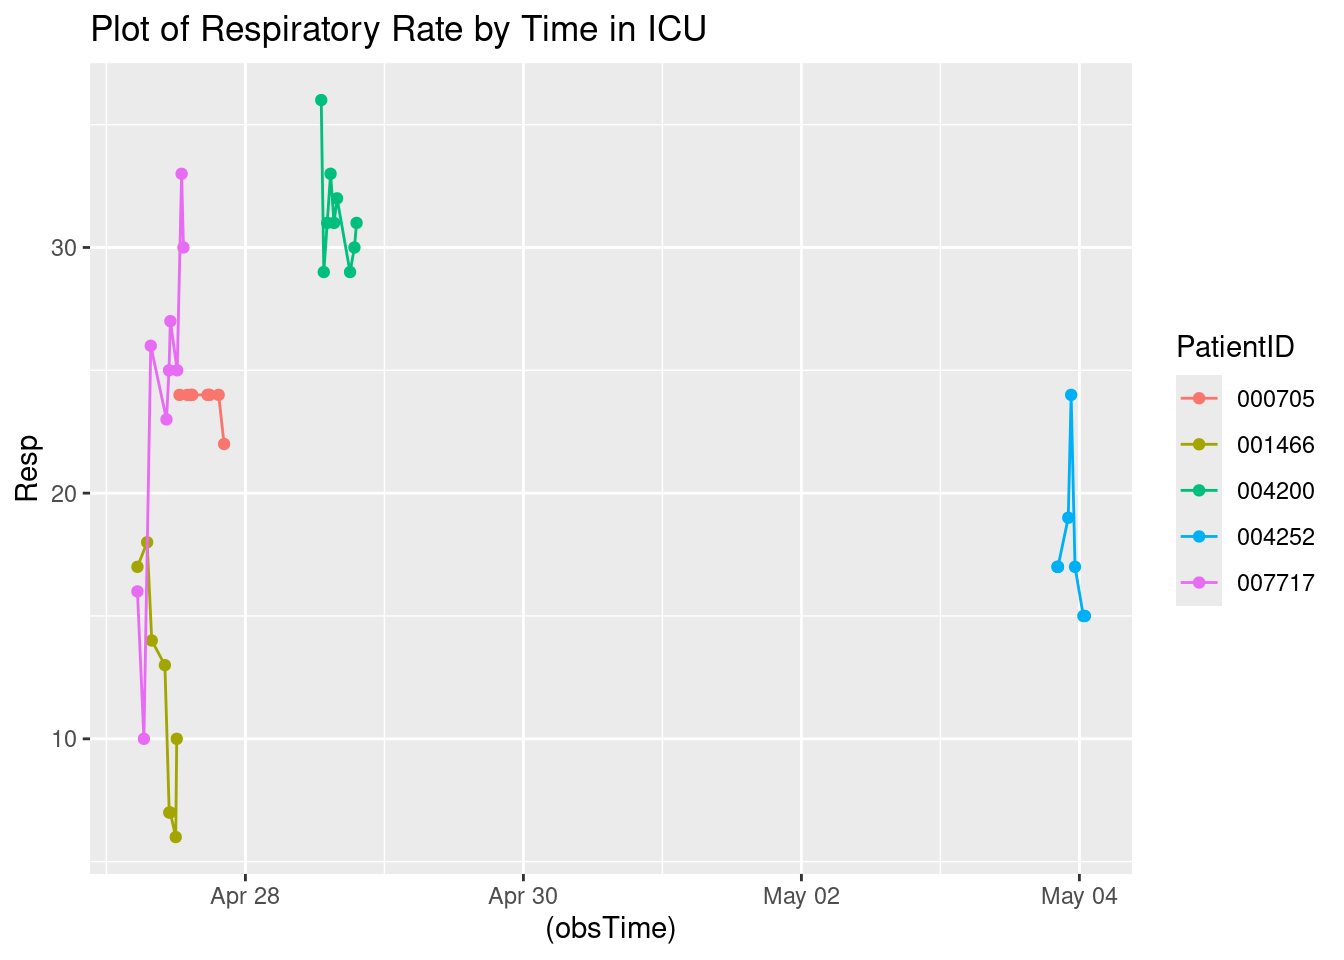 Plot of Respiratory Rate by Time in ICU
Resp
30
20
10
Apr 28
Apr 30
May 02
May 04
(obsTime)
PatientID
000705
001466
004200
004252
007717